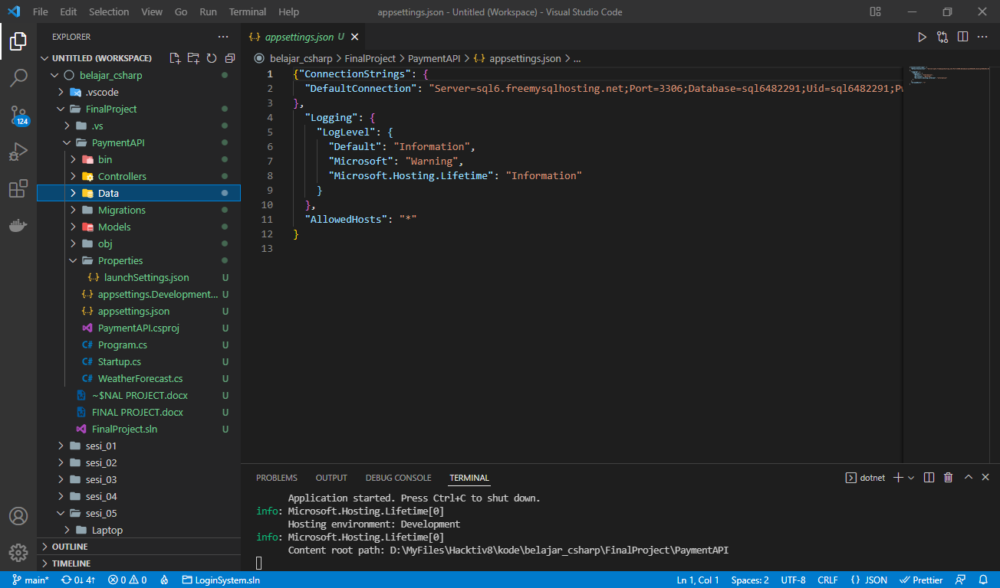 File Edit Selection View Go Run Terminal Help
appsettings.json - Untitled (Workspace) - Visual Studio Code
EXPLORER
UNTITLED (WORKSPACE)
belajar_csharp
.vscode
FinalProject
.vs
PaymentAPI
bin
Controllers
Data
Migrations
Models
obj
Properties
launchSettings.json U
appsettings.Development... U
appsettings.json U
PaymentAPI.csproj U
Program.cs U
Startup.cs U
WeatherForecast.cs U
~$NAL PROJECT.docx U
FINAL PROJECT.docx U
FinalProject.sln U
sesi_01
sesi_02
sesi_03
sesi_04
sesi_05
Laptop
OUTLINE
TIMELINE
124
appsettings.json U
belajar_csharp > FinalProject > PaymentAPI > {..} appsettings.json > ...
1 {"ConnectionStrings": {
2 "DefaultConnection": "Server=sql6.freemysqlhosting.net;Port=3306;Database=sql6482291;Uid=sql6482291;P
3 },
4 "Logging": {
5 "LogLevel": {
6 "Default": "Information",
7 "Microsoft": "Warning",
8 "Microsoft.Hosting.Lifetime": "Information"
9 }
10 },
11 "AllowedHosts": "*"
12 }
13
PROBLEMS OUTPUT DEBUG CONSOLE TERMINAL
dotnet
Application started. Press Ctrl+C to shut down.
info: Microsoft.Hosting.Lifetime[0]
Hosting environment: Development
info: Microsoft.Hosting.Lifetime[0]
Content root path: D:\MyFiles\Hacktiv8\kode\belajar_csharp\FinalProject\PaymentAPI
main* 0↓ 4↑ 0 0 LoginSystem.sln Ln 1, Col 1 Spaces: 2 UTF-8 CRLF {} JSON Prettier